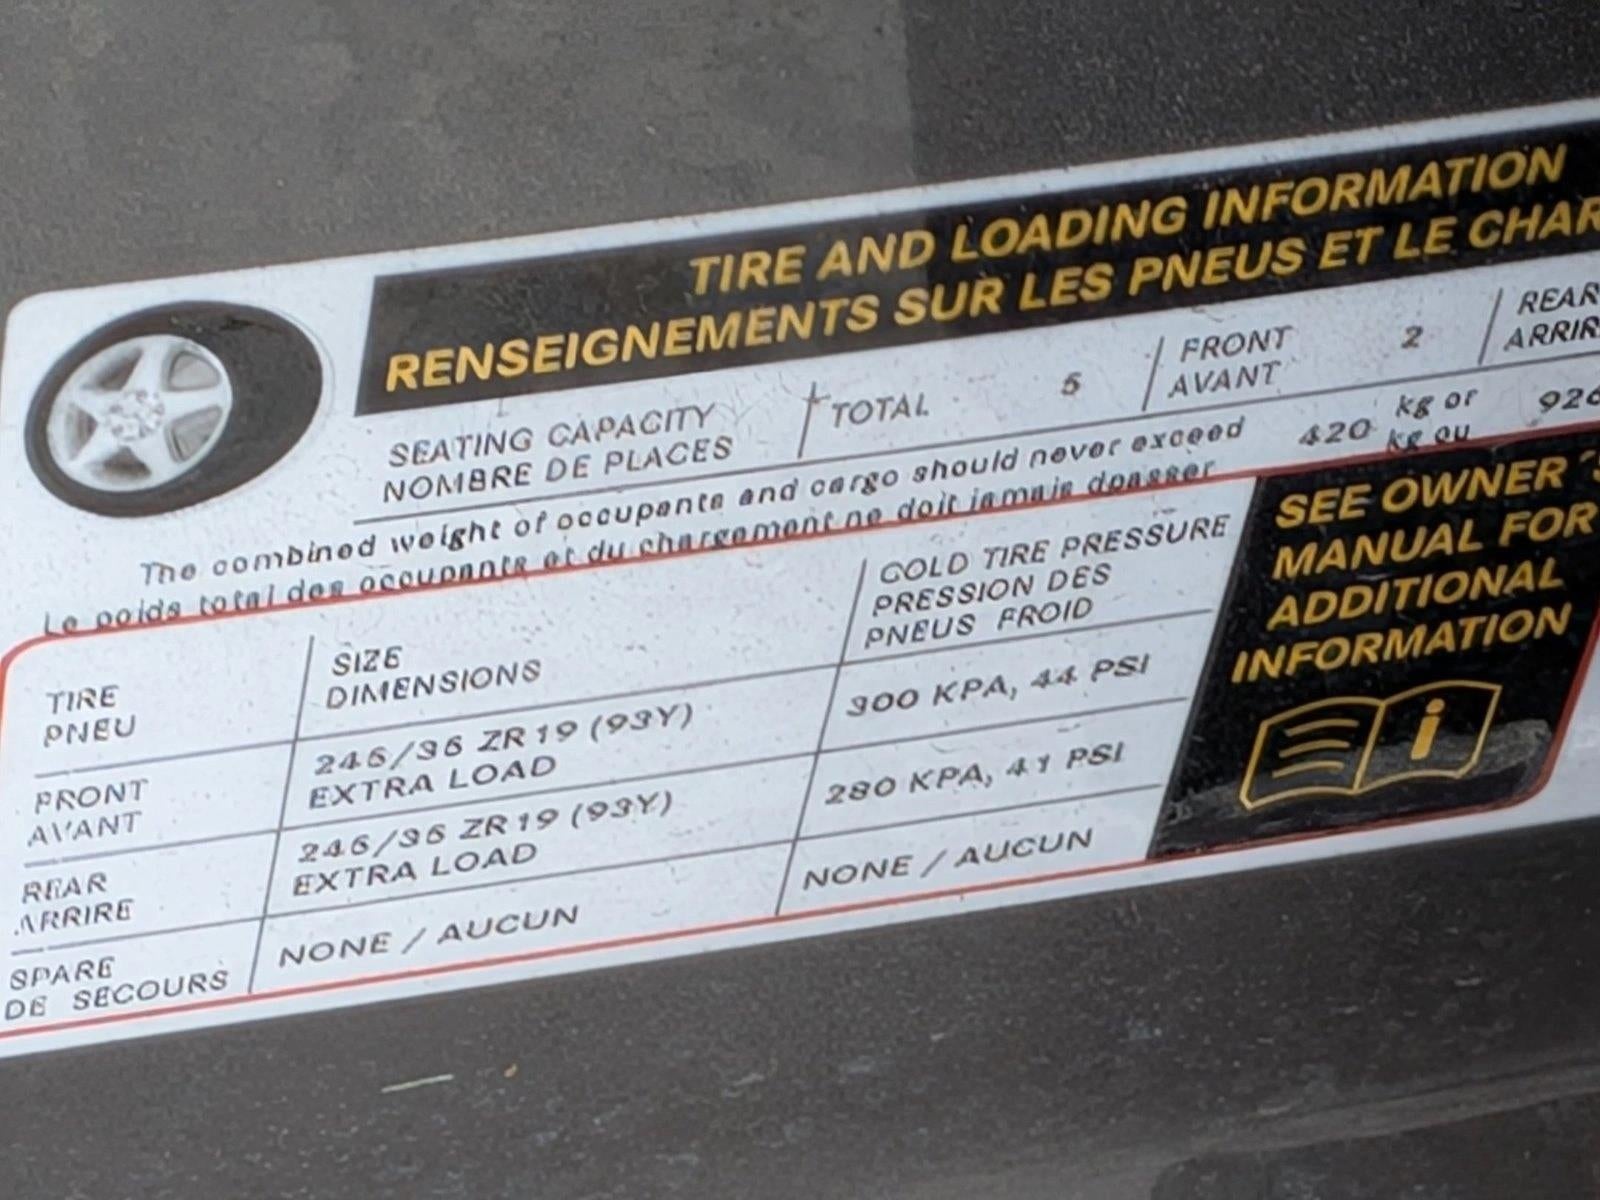 TIRE AND LOADING INFORMATION
RENSEIGNEMENTS SUR LES PNEUS ET LE CHAR
SEATING CAPACITY
NOMBRE DE PLACES
TOTAL 5
FRONT
AVANT
2
REAR
ARRIR
The combined weight of occupants and cargo should never exceed
Le poids total des occupants et du chargement ne doit jamais dpasser
420
kg or
kg ou
926
TIRE
PNEU
SIZE
DIMENSIONS
COLD TIRE PRESSURE
PRESSION DES
PNEUS FROID
FRONT
AVANT
245/35 ZR19 (93Y)
EXTRA LOAD
300 KPA, 44 PSI
REAR
ARRIRE
245/35 ZR19 (93Y)
EXTRA LOAD
280 KPA, 41 PSI
SPARE
DE SECOURS
NONE / AUCUN
NONE / AUCUN
SEE OWNER'S
MANUAL FOR
ADDITIONAL
INFORMATION
i